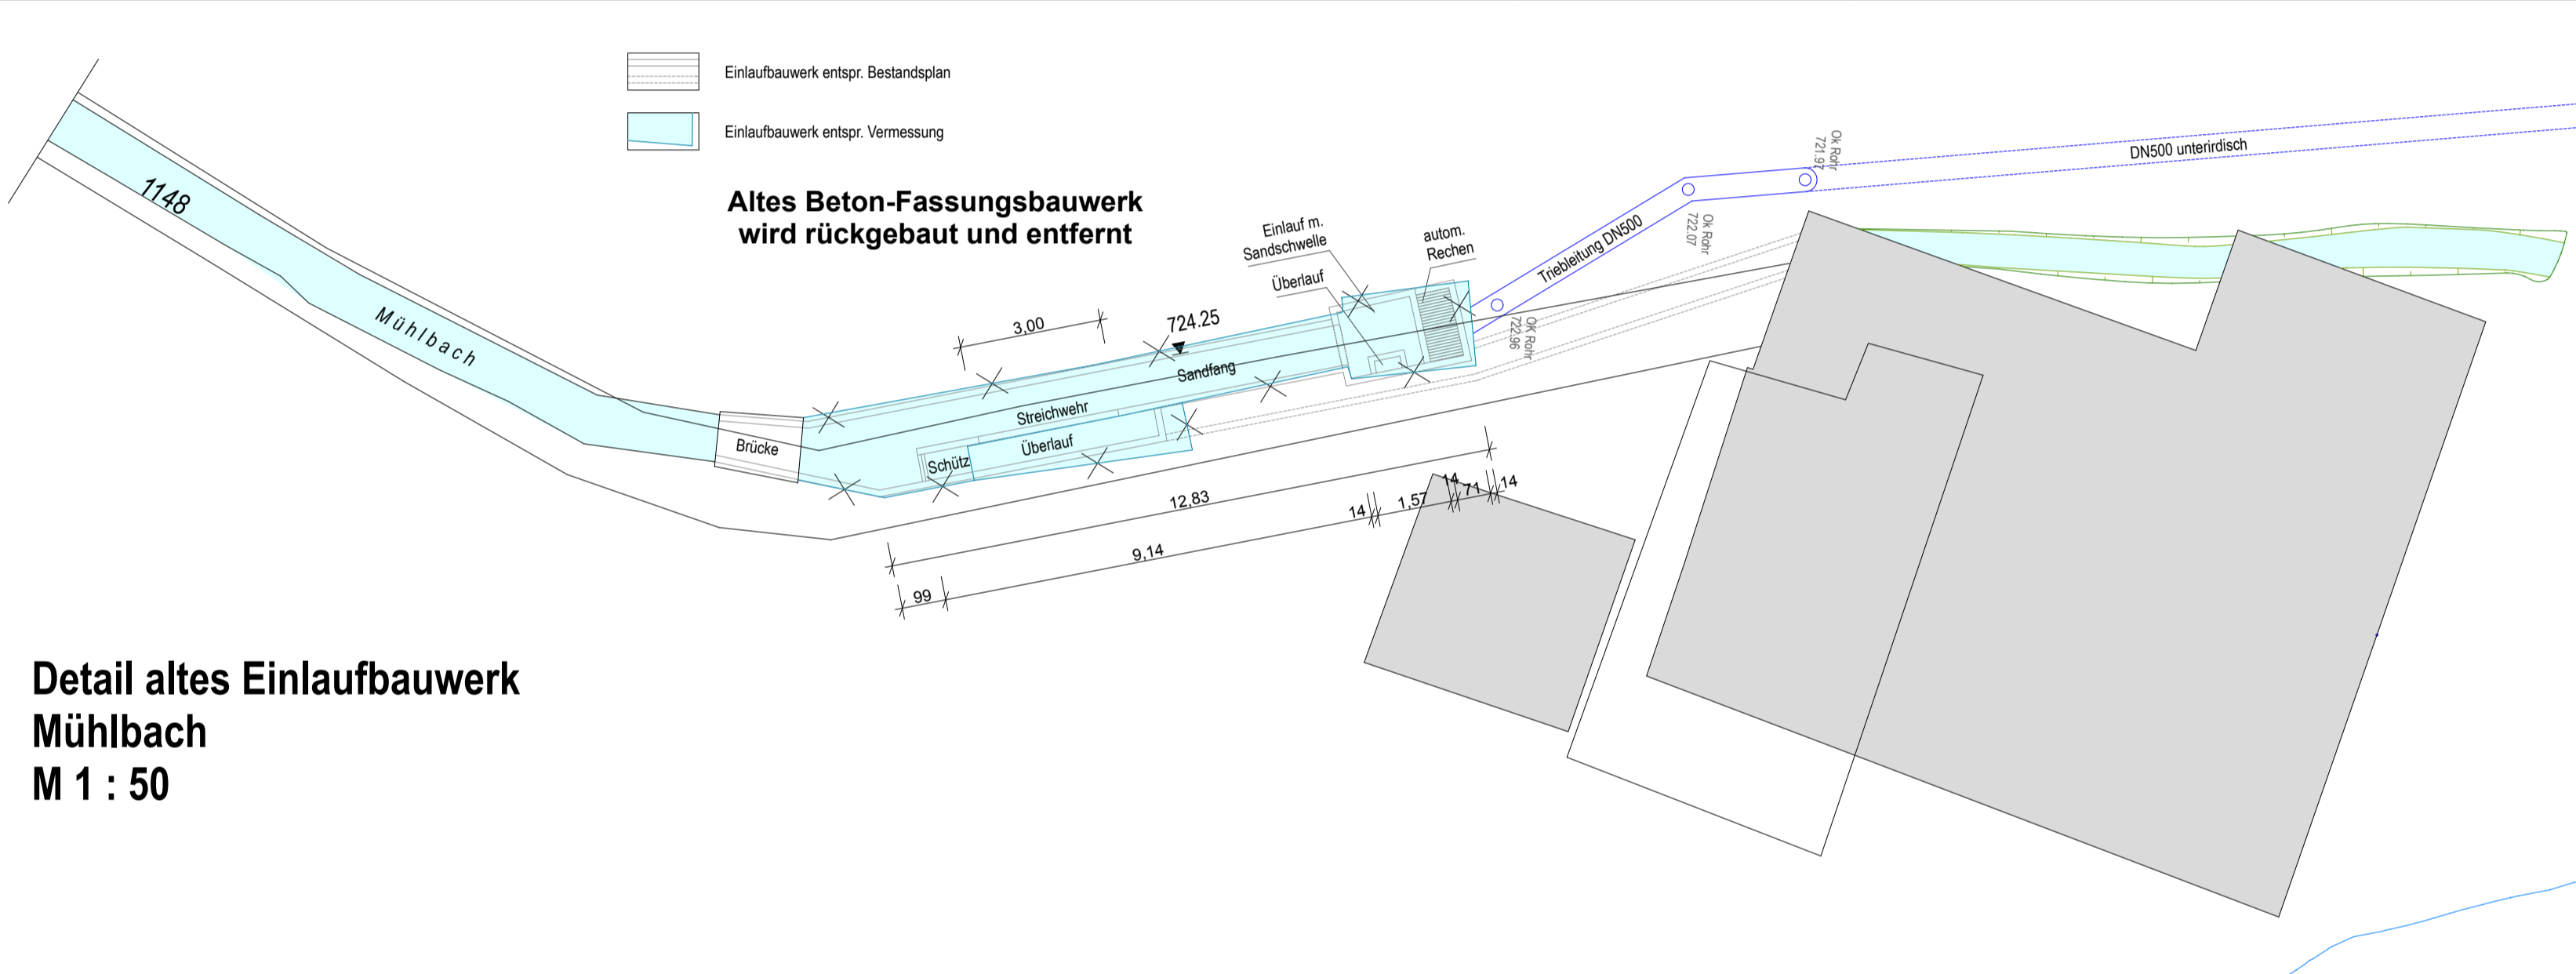 Einlaufbauwerk entspr. Bestandsplan
Einlaufbauwerk entspr. Vermessung
Altes Beton-Fassungsbauwerk
wird rückgebaut und entfernt
1148
Mühlbach
Brücke
3,00
724.25
Sandfang
Streichwehr
Überlauf
Schütz
Einlauf m.
Sandschwelle
Überlauf
autom.
Rechen
Triebleitung DN500
OK Rohr
722.96
Ok Rohr
722.07
Ok Rohr
721.97
DN500 unterirdisch
12,83
14
1,57
14
71
14
9,14
99
Detail altes Einlaufbauwerk
Mühlbach
M 1 : 50